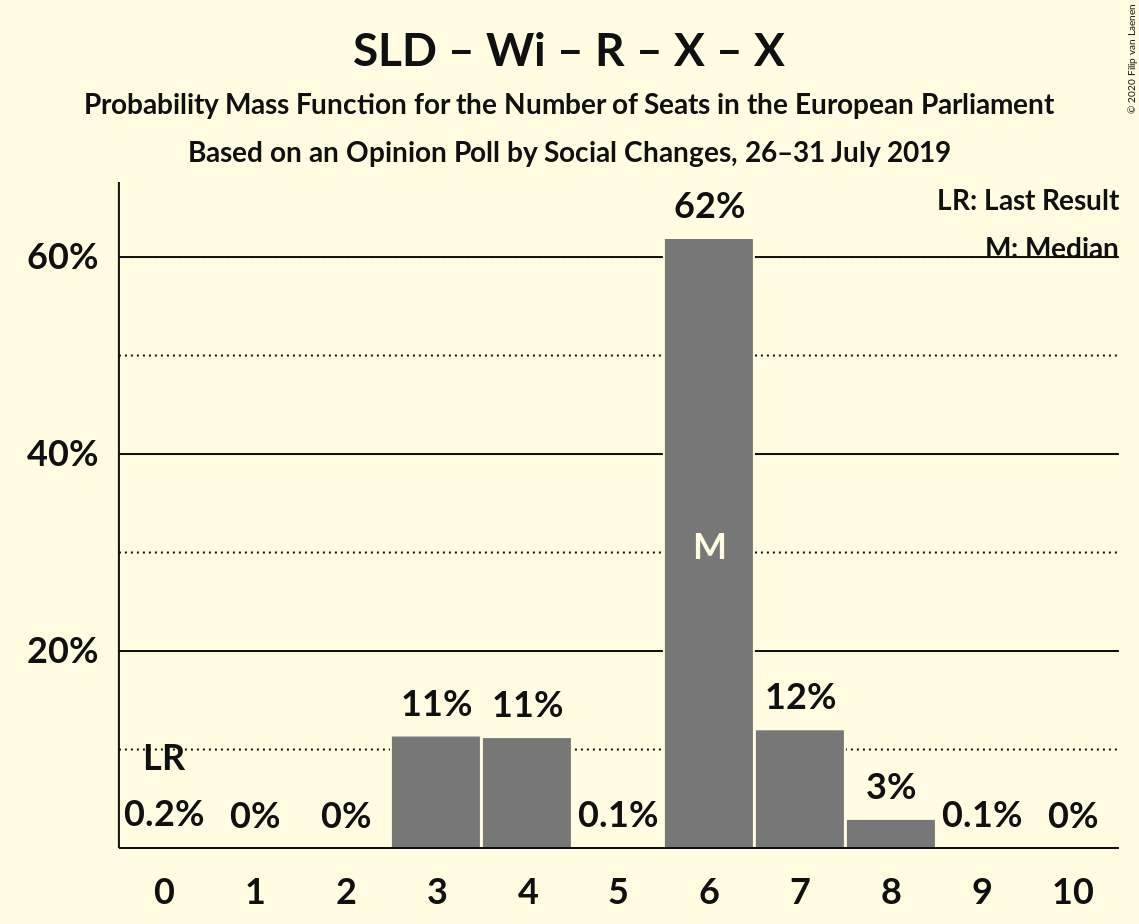 SLD – Wi – R – X – X
Probability Mass Function for the Number of Seats in the European Parliament
Based on an Opinion Poll by Social Changes, 26–31 July 2019
© 2020 Filip van Laenen
LR: Last Result
M: Median
60%
40%
20%
62%
M
11%
11%
12%
3%
LR
0.2%
0%
0%
0.1%
0.1%
0%
0 1 2 3 4 5 6 7 8 9 10